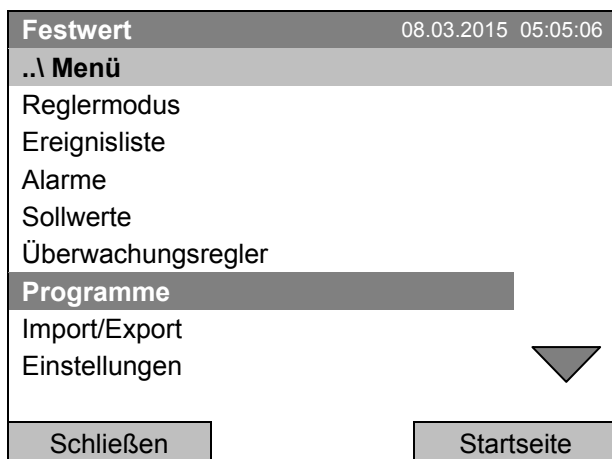 Festwert 08.03.2015 05:05:06
..\ Menü
Reglermodus
Ereignisliste
Alarme
Sollwerte
Überwachungsregler
Programme
Import/Export
Einstellungen
Schließen Startseite